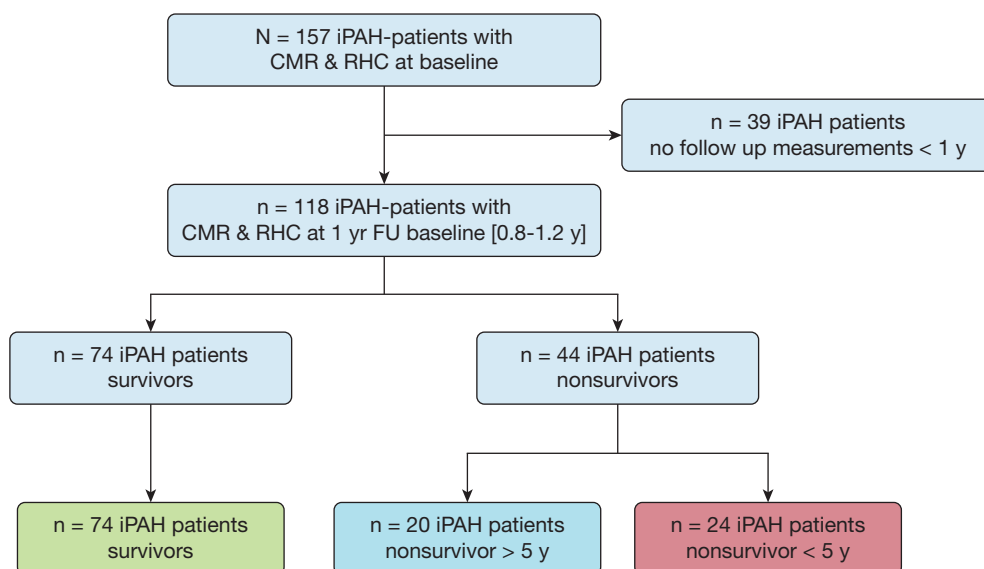 N = 157 iPAH-patients with
CMR & RHC at baseline
n = 39 iPAH patients
no follow up measurements < 1 y
n = 118 iPAH-patients with
CMR & RHC at 1 yr FU baseline [0.8-1.2 y]
n = 74 iPAH patients
survivors
n = 44 iPAH patients
nonsurvivors
n = 74 iPAH patients
survivors
n = 20 iPAH patients
nonsurvivor > 5 y
n = 24 iPAH patients
nonsurvivor < 5 y